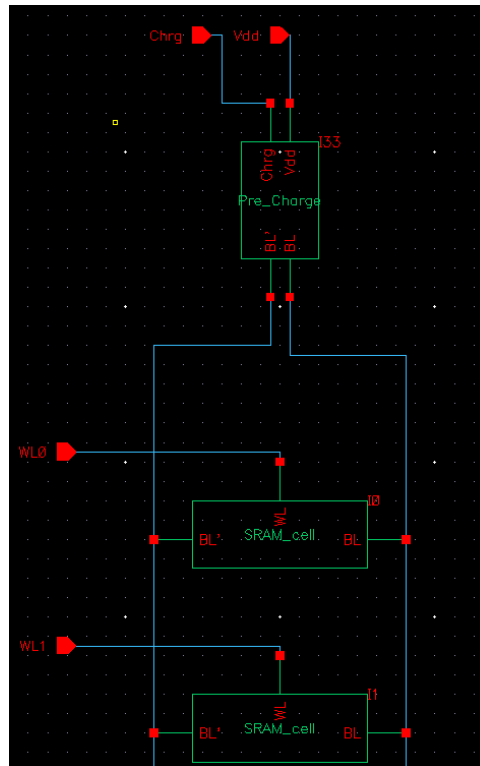 Chrg Vdd
I33
Chrg Vdd
Pre_Charge
BL' BL
WL0
I0
WL
SRAM_cell
BL' BL
WL1
I1
WL
SRAM_cell
BL' BL